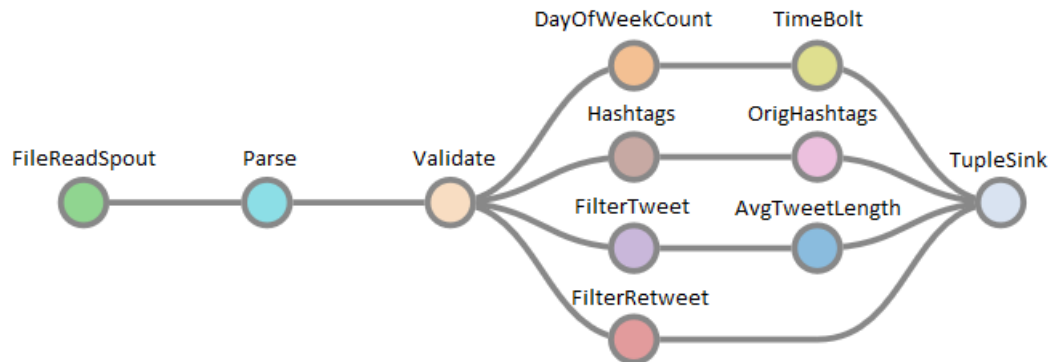 DayOfWeekCount TimeBolt
Hashtags OrigHashtags
FileReadSpout Parse Validate TupleSink
FilterTweet AvgTweetLength
FilterRetweet